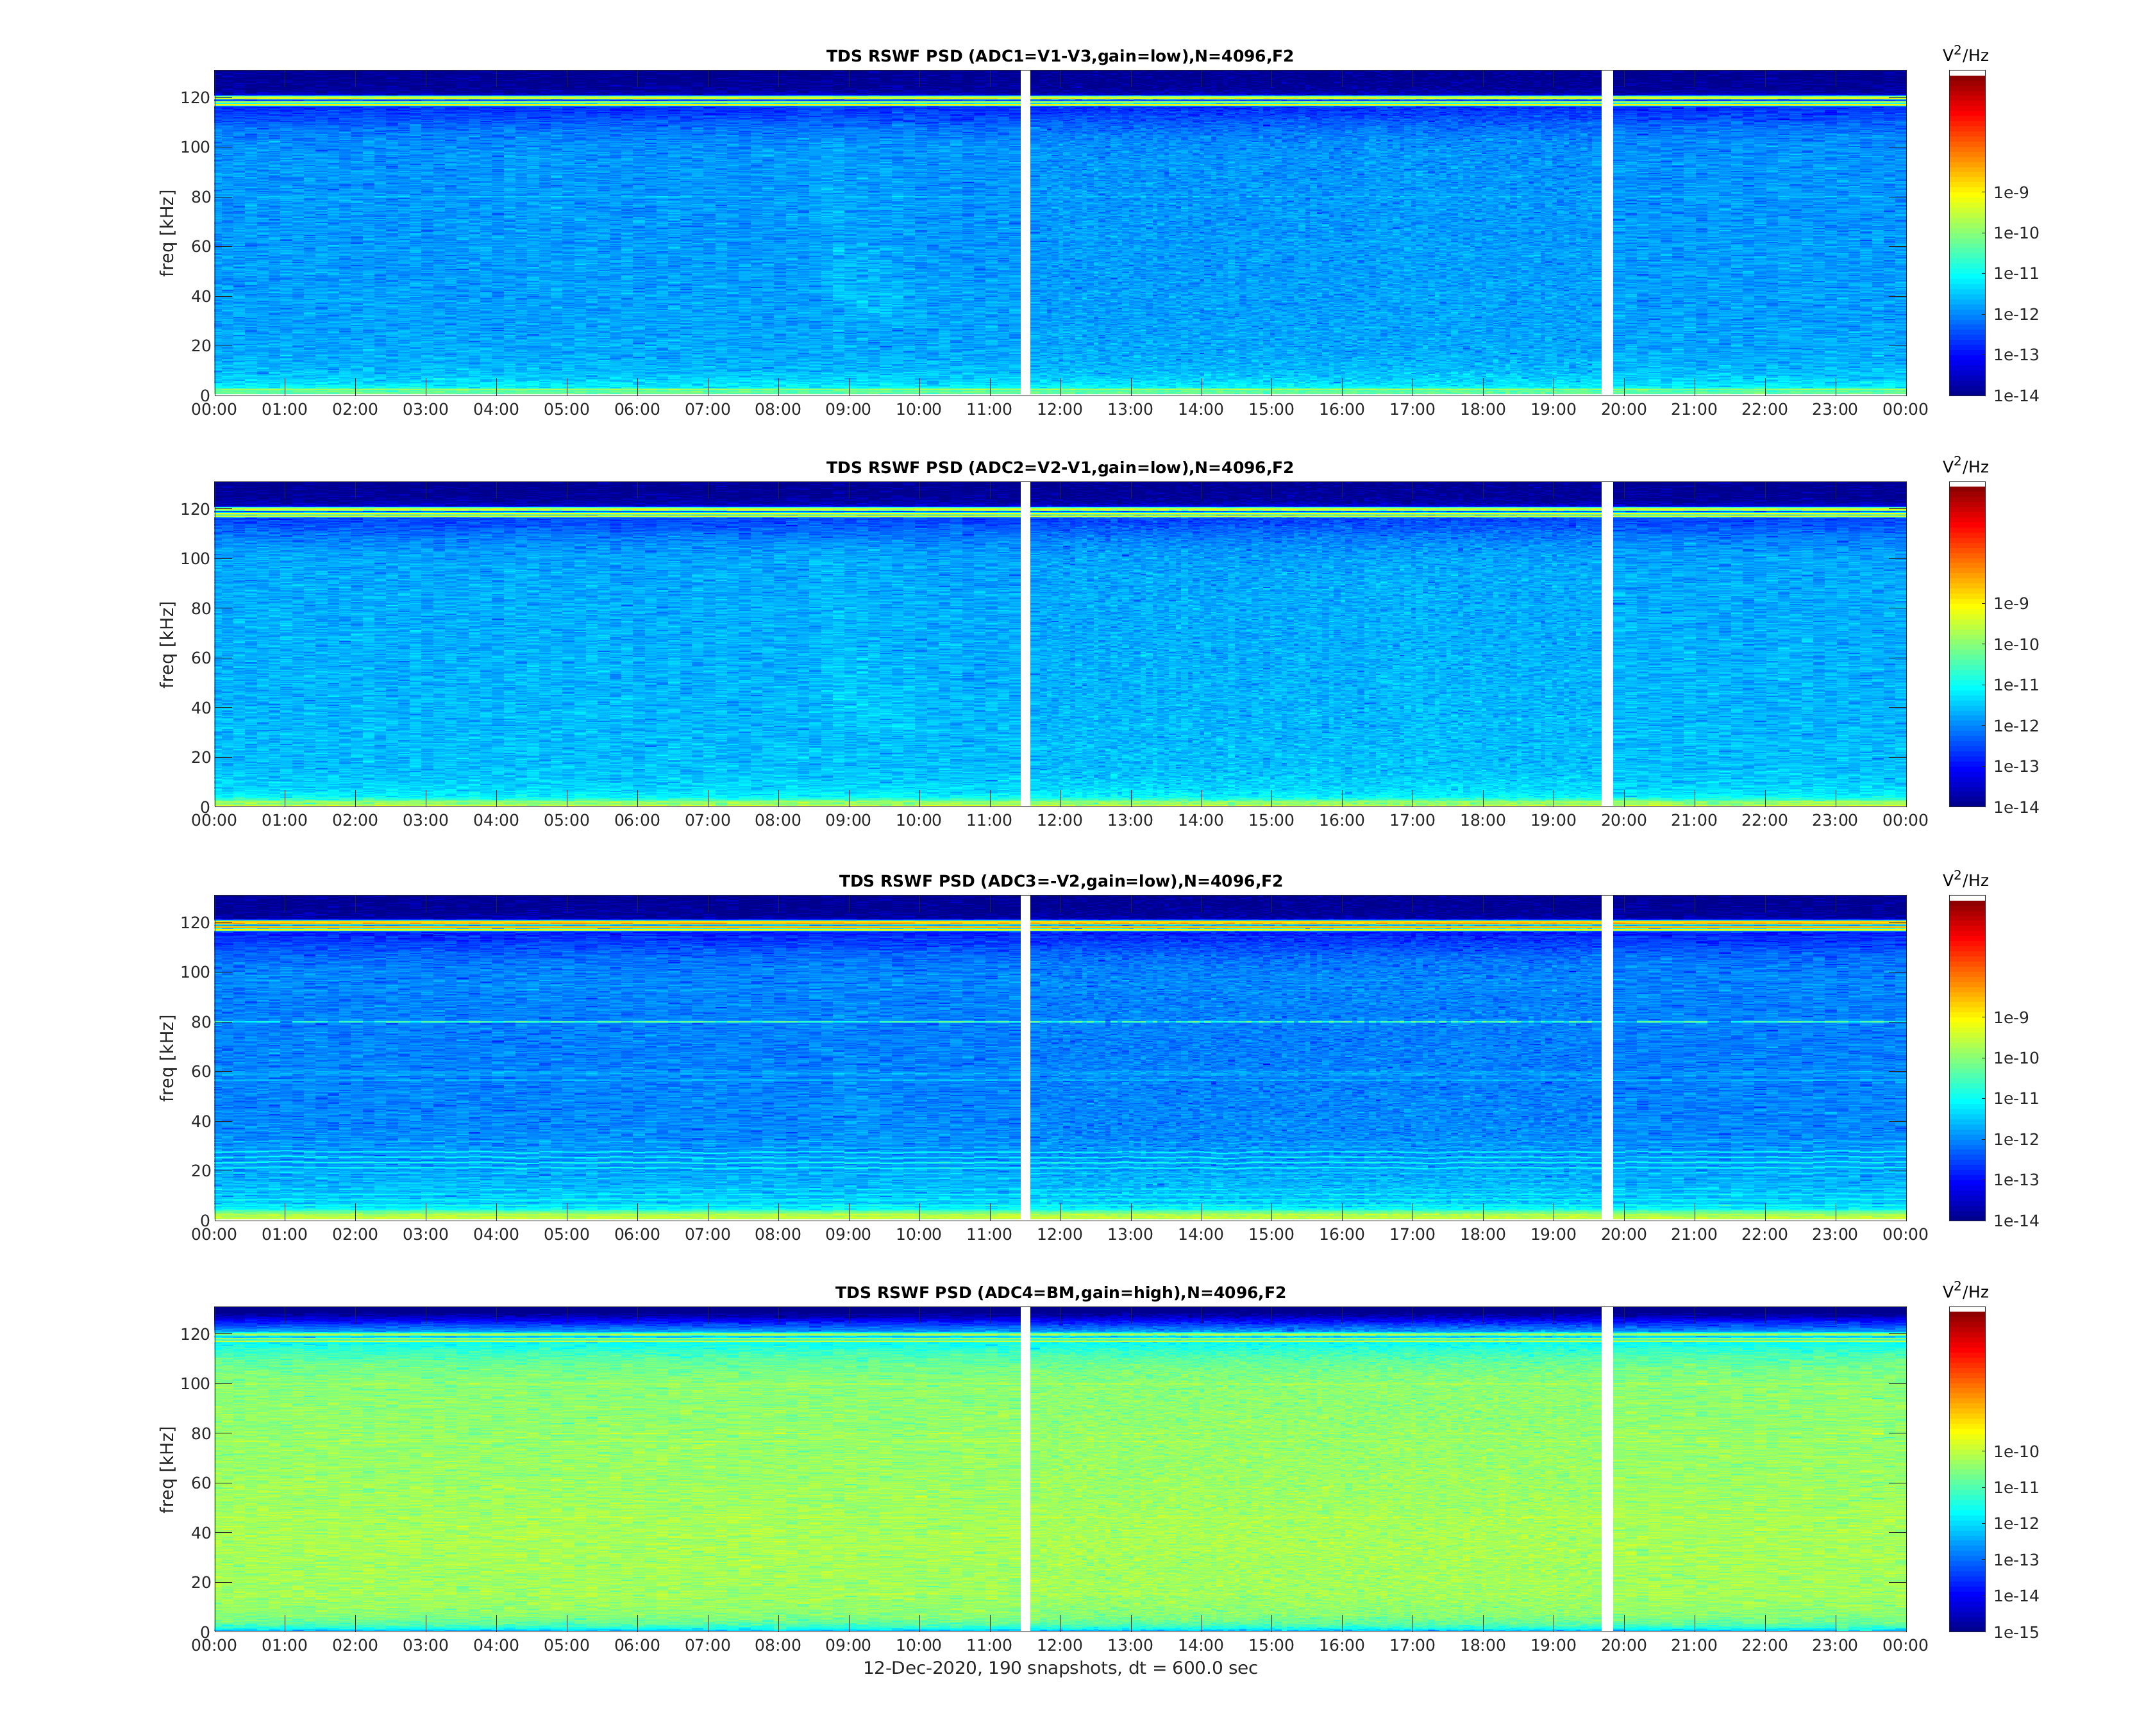 TDS RSWF PSD (ADC1=V1-V3,gain=low),N=4096,F2
V²/Hz
freq [kHz]
120
100
80
60
40
20
0
1e-9
1e-10
1e-11
1e-12
1e-13
1e-14
00:00 01:00 02:00 03:00 04:00 05:00 06:00 07:00 08:00 09:00 10:00 11:00 12:00 13:00 14:00 15:00 16:00 17:00 18:00 19:00 20:00 21:00 22:00 23:00 00:00
TDS RSWF PSD (ADC2=V2-V1,gain=low),N=4096,F2
V²/Hz
freq [kHz]
120
100
80
60
40
20
0
1e-9
1e-10
1e-11
1e-12
1e-13
1e-14
00:00 01:00 02:00 03:00 04:00 05:00 06:00 07:00 08:00 09:00 10:00 11:00 12:00 13:00 14:00 15:00 16:00 17:00 18:00 19:00 20:00 21:00 22:00 23:00 00:00
TDS RSWF PSD (ADC3=-V2,gain=low),N=4096,F2
V²/Hz
freq [kHz]
120
100
80
60
40
20
0
1e-9
1e-10
1e-11
1e-12
1e-13
1e-14
00:00 01:00 02:00 03:00 04:00 05:00 06:00 07:00 08:00 09:00 10:00 11:00 12:00 13:00 14:00 15:00 16:00 17:00 18:00 19:00 20:00 21:00 22:00 23:00 00:00
TDS RSWF PSD (ADC4=BM,gain=high),N=4096,F2
V²/Hz
freq [kHz]
120
100
80
60
40
20
0
1e-10
1e-11
1e-12
1e-13
1e-14
1e-15
00:00 01:00 02:00 03:00 04:00 05:00 06:00 07:00 08:00 09:00 10:00 11:00 12:00 13:00 14:00 15:00 16:00 17:00 18:00 19:00 20:00 21:00 22:00 23:00 00:00
12-Dec-2020, 190 snapshots, dt = 600.0 sec